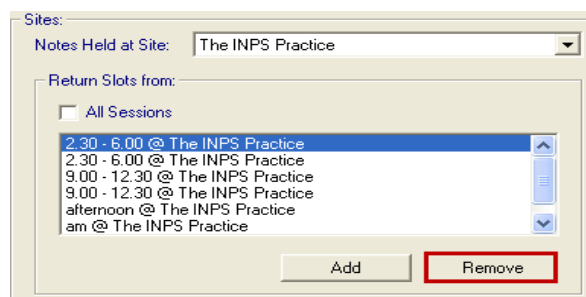 Sites:
Notes Held at Site: The INPS Practice
Return Slots from:
All Sessions
2.30 - 6.00 @ The INPS Practice
2.30 - 6.00 @ The INPS Practice
9.00 - 12.30 @ The INPS Practice
9.00 - 12.30 @ The INPS Practice
afternoon @ The INPS Practice
am @ The INPS Practice
Add Remove